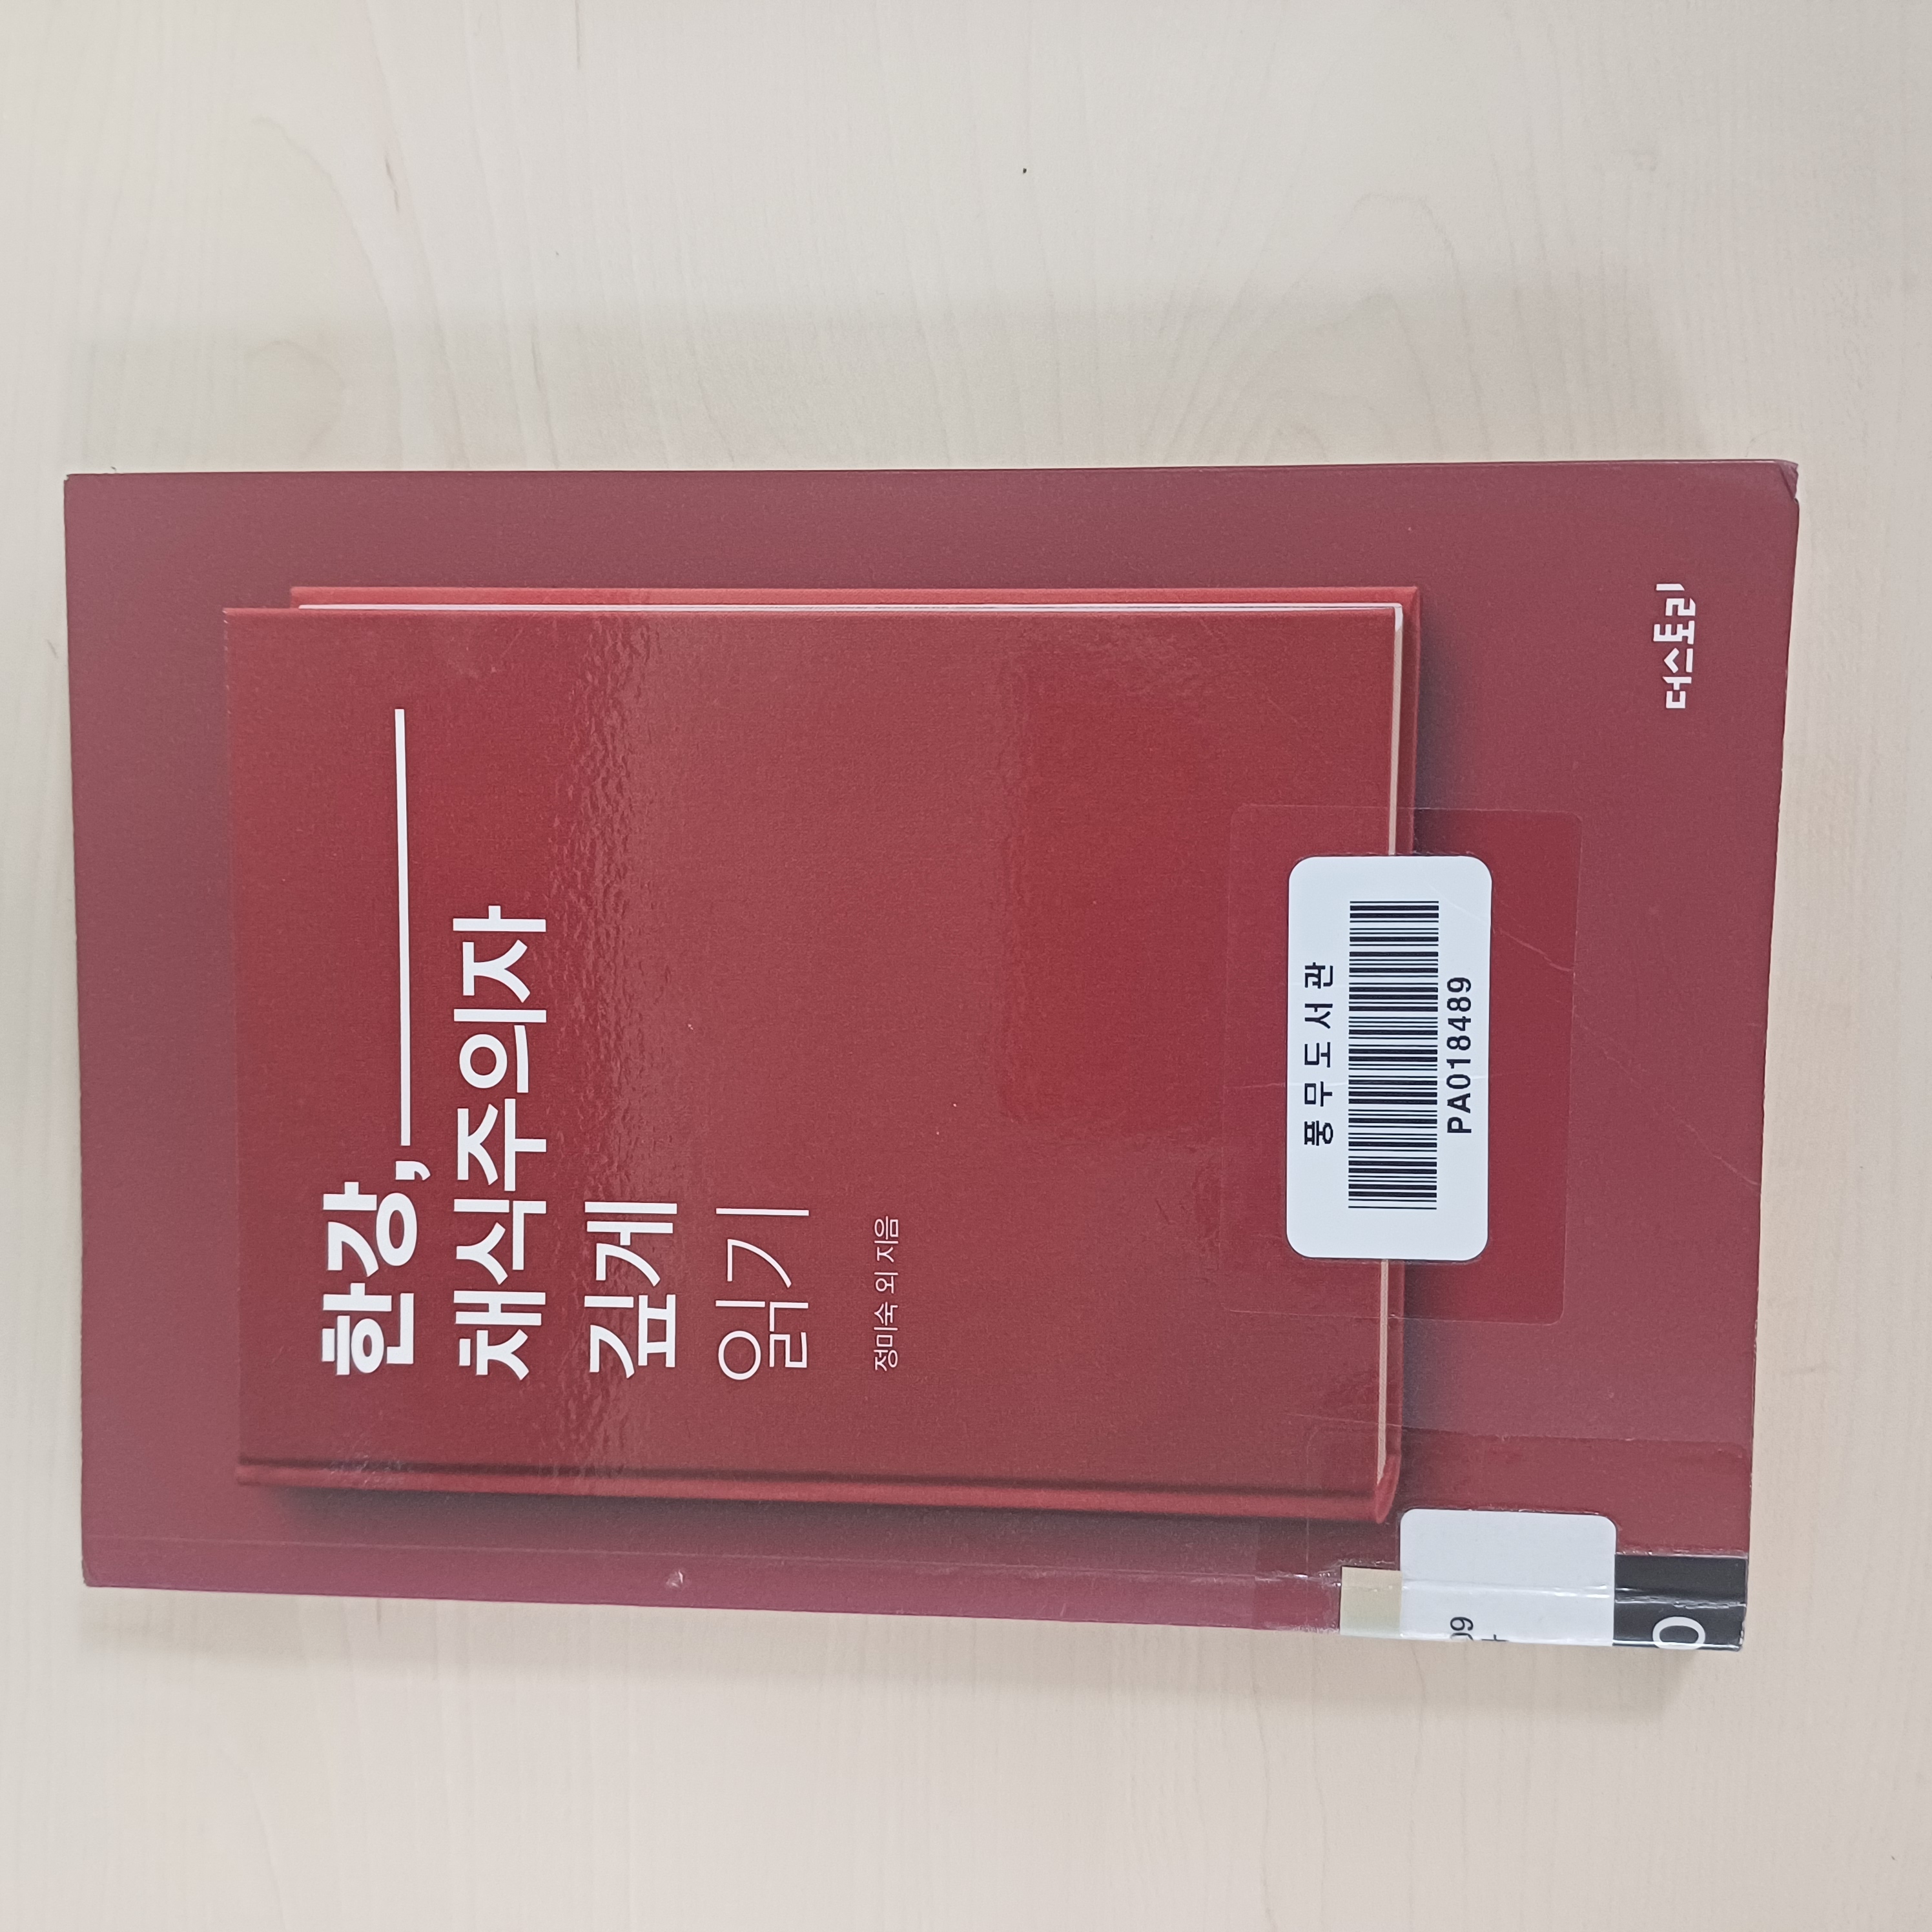 한강,
채식주의자
깊게
읽기
정미숙 외 지음
풍무도서관
PA018489
더스토리